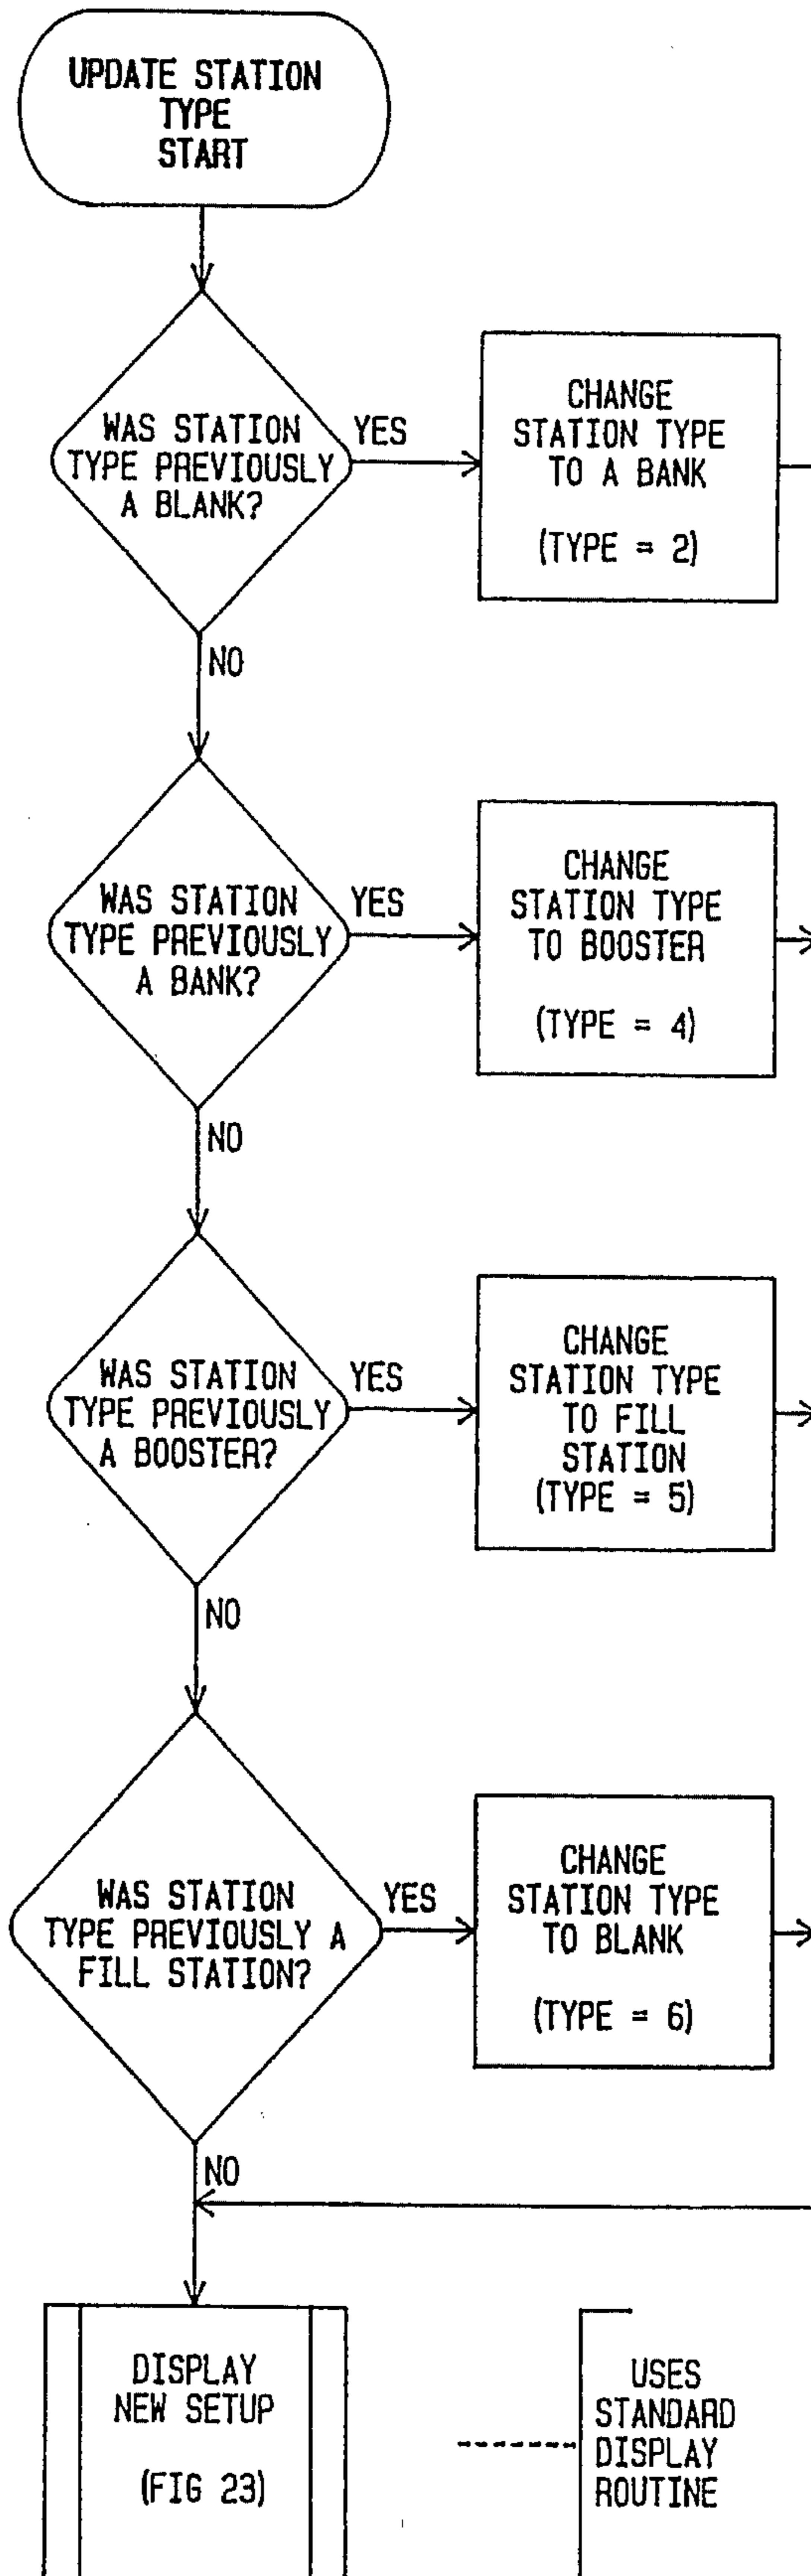 UPDATE STATION
TYPE
START
WAS STATION
TYPE PREVIOUSLY
A BLANK?
YES
CHANGE
STATION TYPE
TO A BANK
(TYPE = 2)
NO
WAS STATION
TYPE PREVIOUSLY
A BANK?
YES
CHANGE
STATION TYPE
TO BOOSTER
(TYPE = 4)
NO
WAS STATION
TYPE PREVIOUSLY
A BOOSTER?
YES
CHANGE
STATION TYPE
TO FILL
STATION
(TYPE = 5)
NO
WAS STATION
TYPE PREVIOUSLY A
FILL STATION?
YES
CHANGE
STATION TYPE
TO BLANK
(TYPE = 6)
NO
DISPLAY
NEW SETUP
(FIG 23)
USES
STANDARD
DISPLAY
ROUTINE